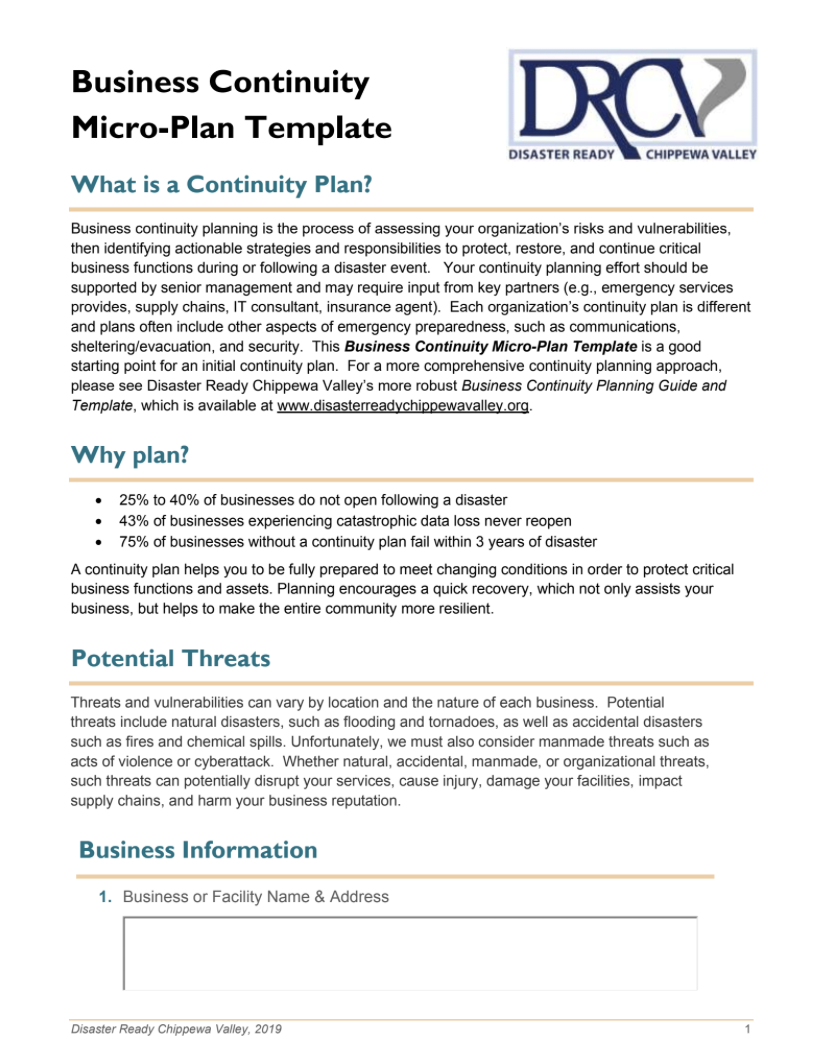 Business Continuity
Micro-Plan Template
DRCV
DISASTER READY CHIPPEWA VALLEY
What is a Continuity Plan?
Business continuity planning is the process of assessing your organization's risks and vulnerabilities,
then identifying actionable strategies and responsibilities to protect, restore, and continue critical
business functions during or following a disaster event. Your continuity planning effort should be
supported by senior management and may require input from key partners (e.g., emergency services
provides, supply chains, IT consultant, insurance agent). Each organization's continuity plan is different
and plans often include other aspects of emergency preparedness, such as communications,
sheltering/evacuation, and security. This Business Continuity Micro-Plan Template is a good
starting point for an initial continuity plan. For a more comprehensive continuity planning approach,
please see Disaster Ready Chippewa Valley's more robust Business Continuity Planning Guide and
Template, which is available at www.disasterreadychippewavalley.org.
Why plan?
• 25% to 40% of businesses do not open following a disaster
• 43% of businesses experiencing catastrophic data loss never reopen
• 75% of businesses without a continuity plan fail within 3 years of disaster
A continuity plan helps you to be fully prepared to meet changing conditions in order to protect critical
business functions and assets. Planning encourages a quick recovery, which not only assists your
business, but helps to make the entire community more resilient.
Potential Threats
Threats and vulnerabilities can vary by location and the nature of each business. Potential
threats include natural disasters, such as flooding and tornadoes, as well as accidental disasters
such as fires and chemical spills. Unfortunately, we must also consider manmade threats such as
acts of violence or cyberattack. Whether natural, accidental, manmade, or organizational threats,
such threats can potentially disrupt your services, cause injury, damage your facilities, impact
supply chains, and harm your business reputation.
Business Information
1. Business or Facility Name & Address
Disaster Ready Chippewa Valley, 2019 1